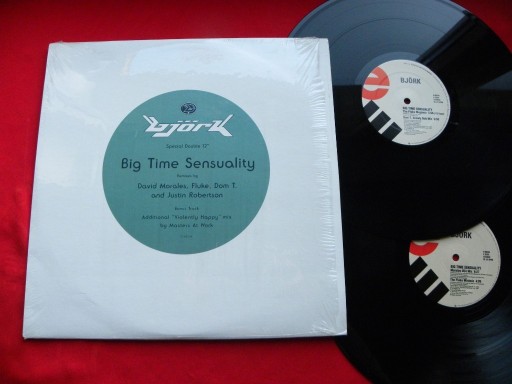 björk
Special Double 12"
Big Time Sensuality
Remixes by
David Morales, Fluke, Dom T.
and Justin Robertson
Bonus Track
Additional "Violently Happy" mix
by Masters At Work
BJÖRK
BIG TIME SENSUALITY
BJÖRK
BIG TIME SENSUALITY